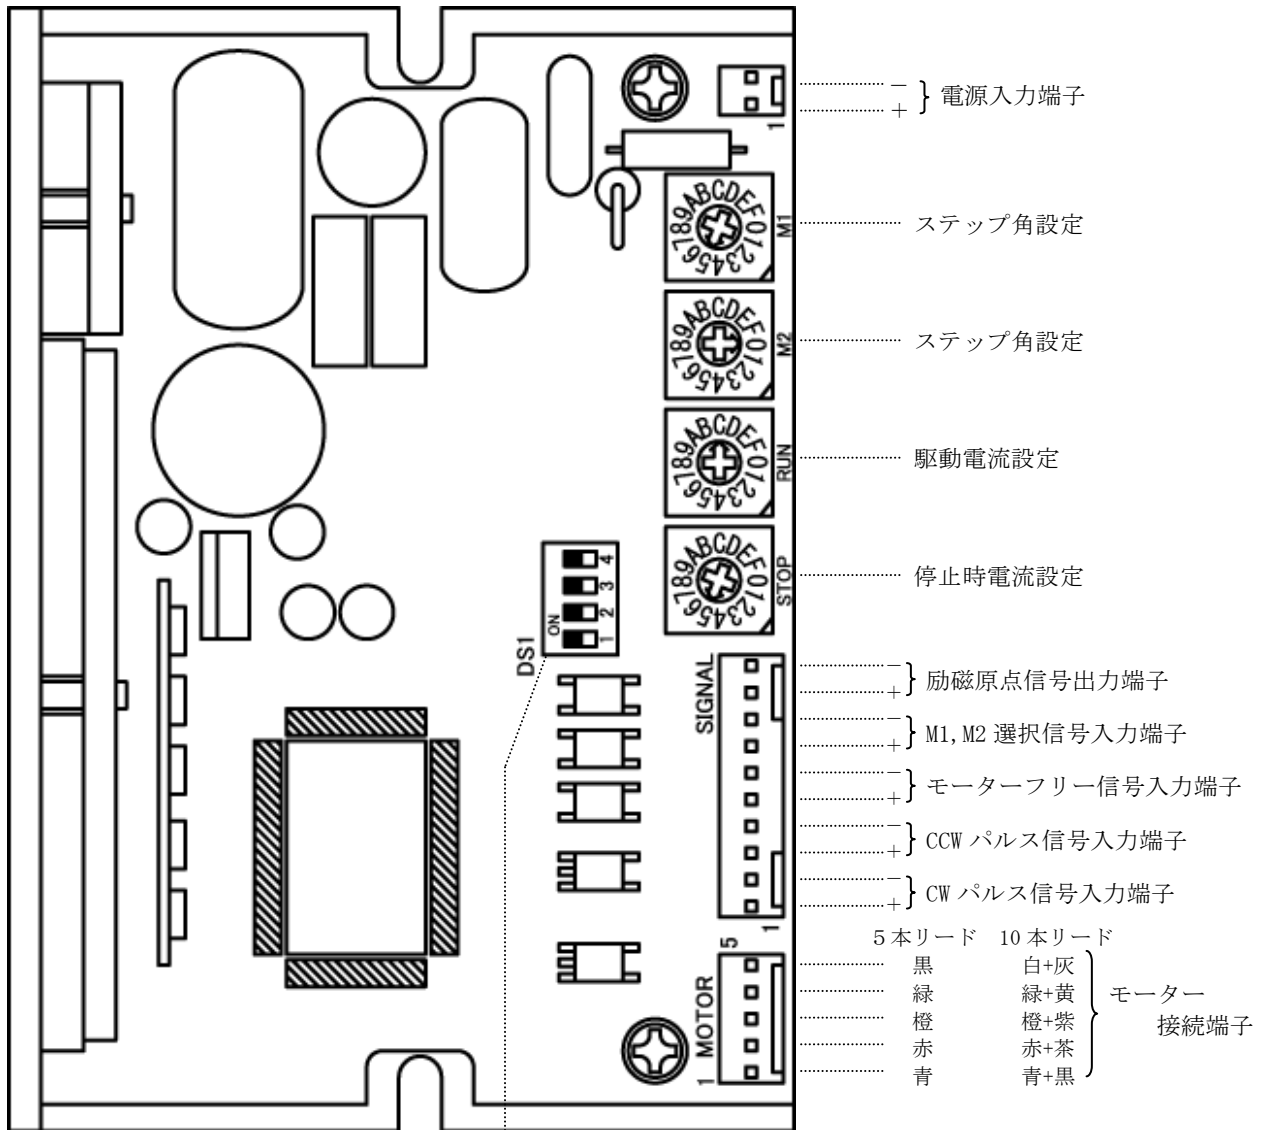 －
＋
電源入力端子
1
0123456789ABCDEF
M1
ステップ角設定
0123456789ABCDEF
M2
ステップ角設定
0123456789ABCDEF
RUN
駆動電流設定
0123456789ABCDEF
STOP
停止時電流設定
DS1
ON
1 2 3 4
SIGNAL
－
＋
励磁原点信号出力端子
－
＋
M1,M2 選択信号入力端子
－
＋
モーターフリー信号入力端子
－
＋
CCW パルス信号入力端子
－
＋
CW パルス信号入力端子
1
5本リード 10本リード
5
黒 白+灰
緑 緑+黄
橙 橙+紫
赤 赤+茶
青 青+黒
モーター
接続端子
1 MOTOR